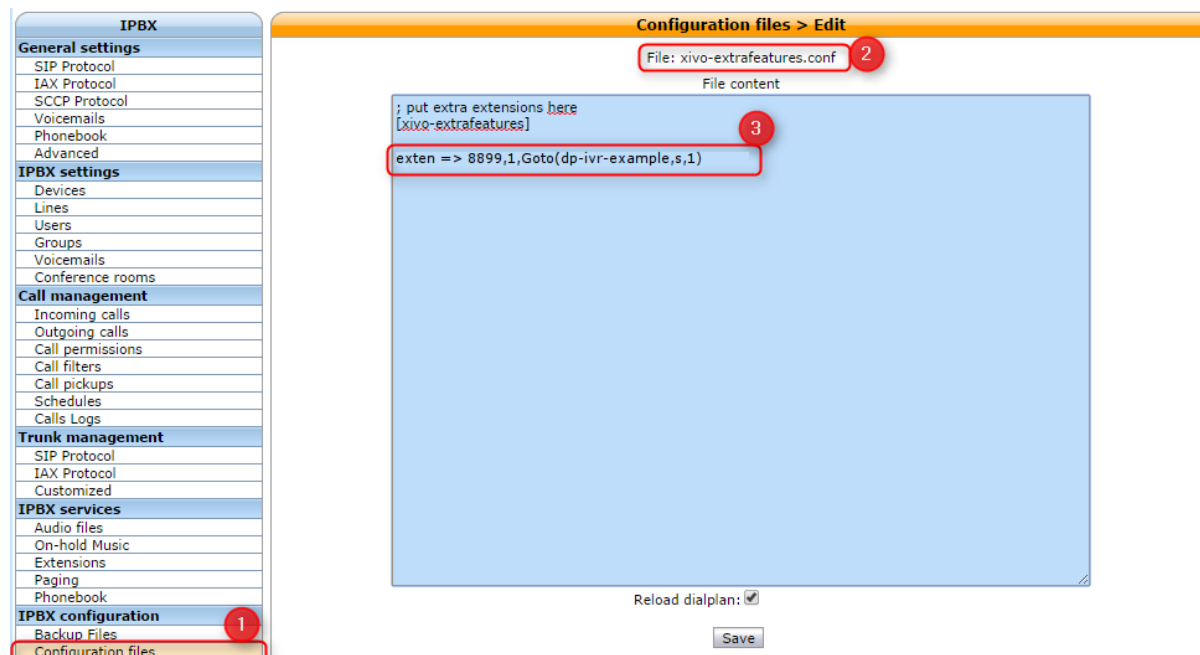 IPBX
General settings
SIP Protocol
IAX Protocol
SCCP Protocol
Voicemails
Phonebook
Advanced
IPBX settings
Devices
Lines
Users
Groups
Voicemails
Conference rooms
Call management
Incoming calls
Outgoing calls
Call permissions
Call filters
Call pickups
Schedules
Calls Logs
Trunk management
SIP Protocol
IAX Protocol
Customized
IPBX services
Audio files
On-hold Music
Extensions
Paging
Phonebook
IPBX configuration
1
Backup Files
Configuration files
Configuration files > Edit
File: xivo-extrafeatures.conf
2
File content
; put extra extensions here
[xivo-extrafeatures]
3
exten => 8899,1,Goto(dp-ivr-example,s,1)
Reload dialplan:
Save